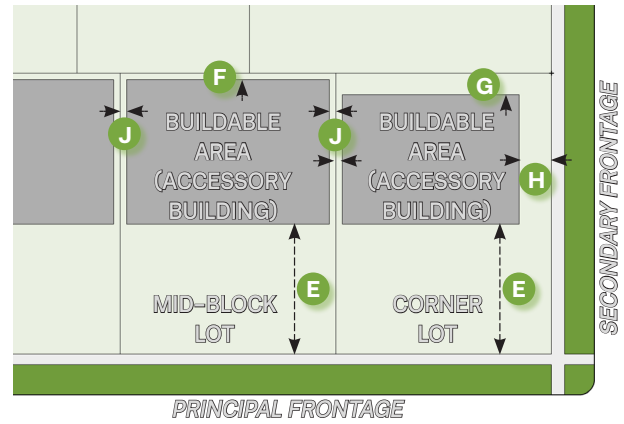 F
G
J
BUILDABLE
AREA
(ACCESSORY
BUILDING)
J
BUILDABLE
AREA
(ACCESSORY
BUILDING)
H
E
E
MID–BLOCK
LOT
CORNER
LOT
SECONDARY FRONTAGE
PRINCIPAL FRONTAGE